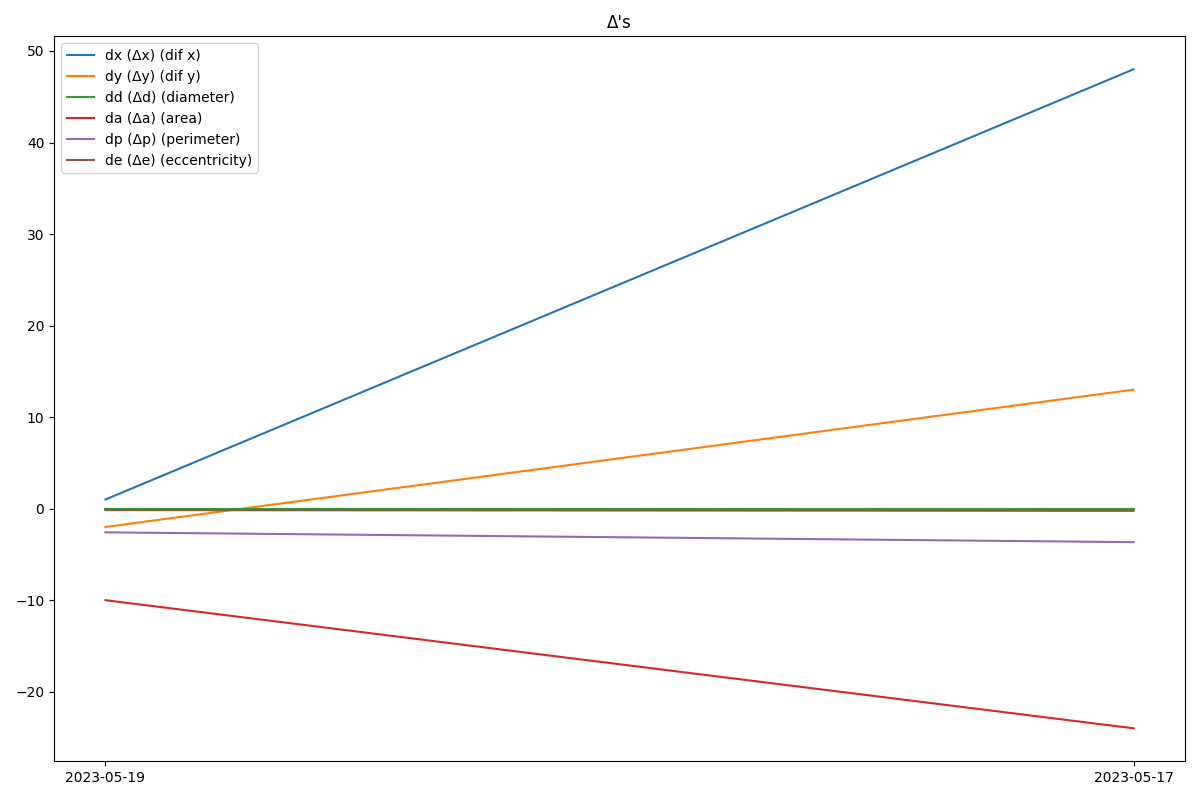 Δ's
50
40
30
20
10
0
−10
−20
dx (Δx) (dif x)
dy (Δy) (dif y)
dd (Δd) (diameter)
da (Δa) (area)
dp (Δp) (perimeter)
de (Δe) (eccentricity)
2023-05-19
2023-05-17